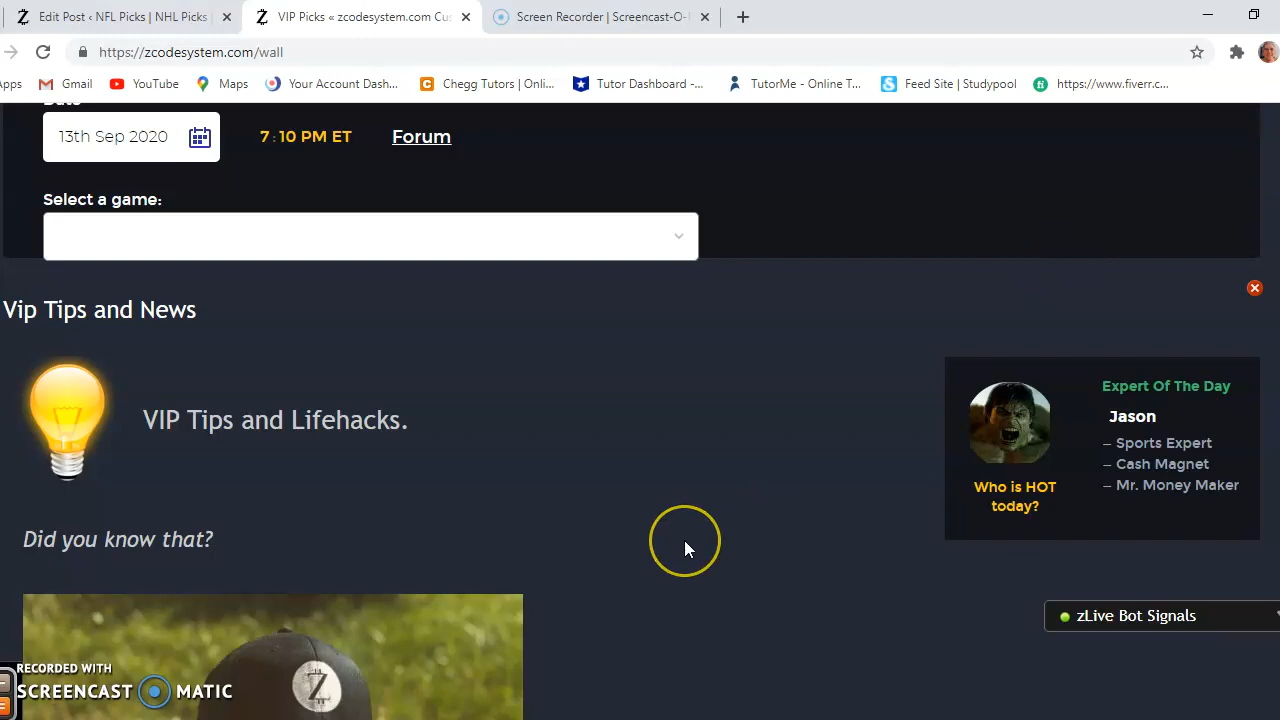 Edit Post ‹ NFL Picks | NHL Picks
VIP Picks « zcodesystem.com Cus
Screen Recorder | Screencast-O-
https://zcodesystem.com/wall
Apps
Gmail
YouTube
Maps
Your Account Dash...
Chegg Tutors | Onli...
Tutor Dashboard -...
TutorMe - Online T...
Feed Site | Studypool
https://www.fiverr.c...
Date
13th Sep 2020
7:10 PM ET
Forum
Select a game:
Vip Tips and News
VIP Tips and Lifehacks.
Expert Of The Day
Jason
– Sports Expert
– Cash Magnet
– Mr. Money Maker
Who is HOT
today?
Did you know that?
zLive Bot Signals
RECORDED WITH
SCREENCAST MATIC